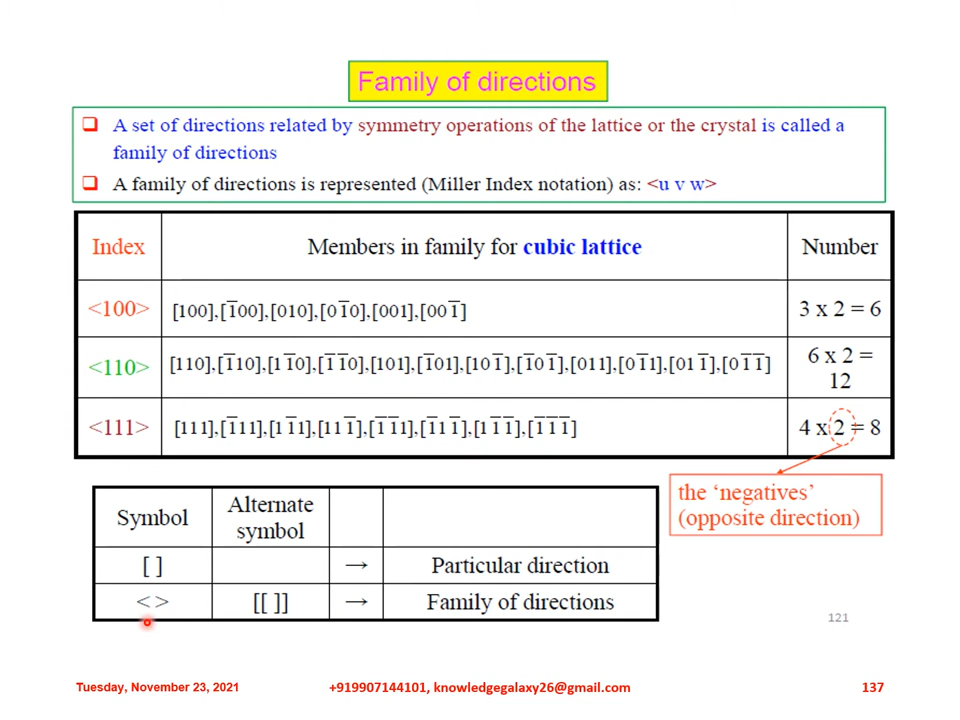 Family of directions
❑ A set of directions related by symmetry operations of the lattice or the crystal is called a
family of directions
❑ A family of directions is represented (Miller Index notation) as: <u v w>
Index Members in family for cubic lattice Number
<100> [100],[1̅00],[010],[01̅0],[001],[001̅] 3 x 2 = 6
<110> [110],[1̅10],[11̅0],[1̅1̅0],[101],[1̅01],[101̅],[1̅01̅],[011],[01̅1],[011̅],[01̅1̅] 6 x 2 =
12
<111> [111],[1̅11],[11̅1],[111̅],[1̅1̅1],[1̅11̅],[11̅1̅],[1̅1̅1̅] 4 x 2 = 8
the ‘negatives’
(opposite direction)
Symbol Alternate
symbol
[ ] → Particular direction
< > [[ ]] → Family of directions
121
Tuesday, November 23, 2021 +919907144101, knowledgegalaxy26@gmail.com 137